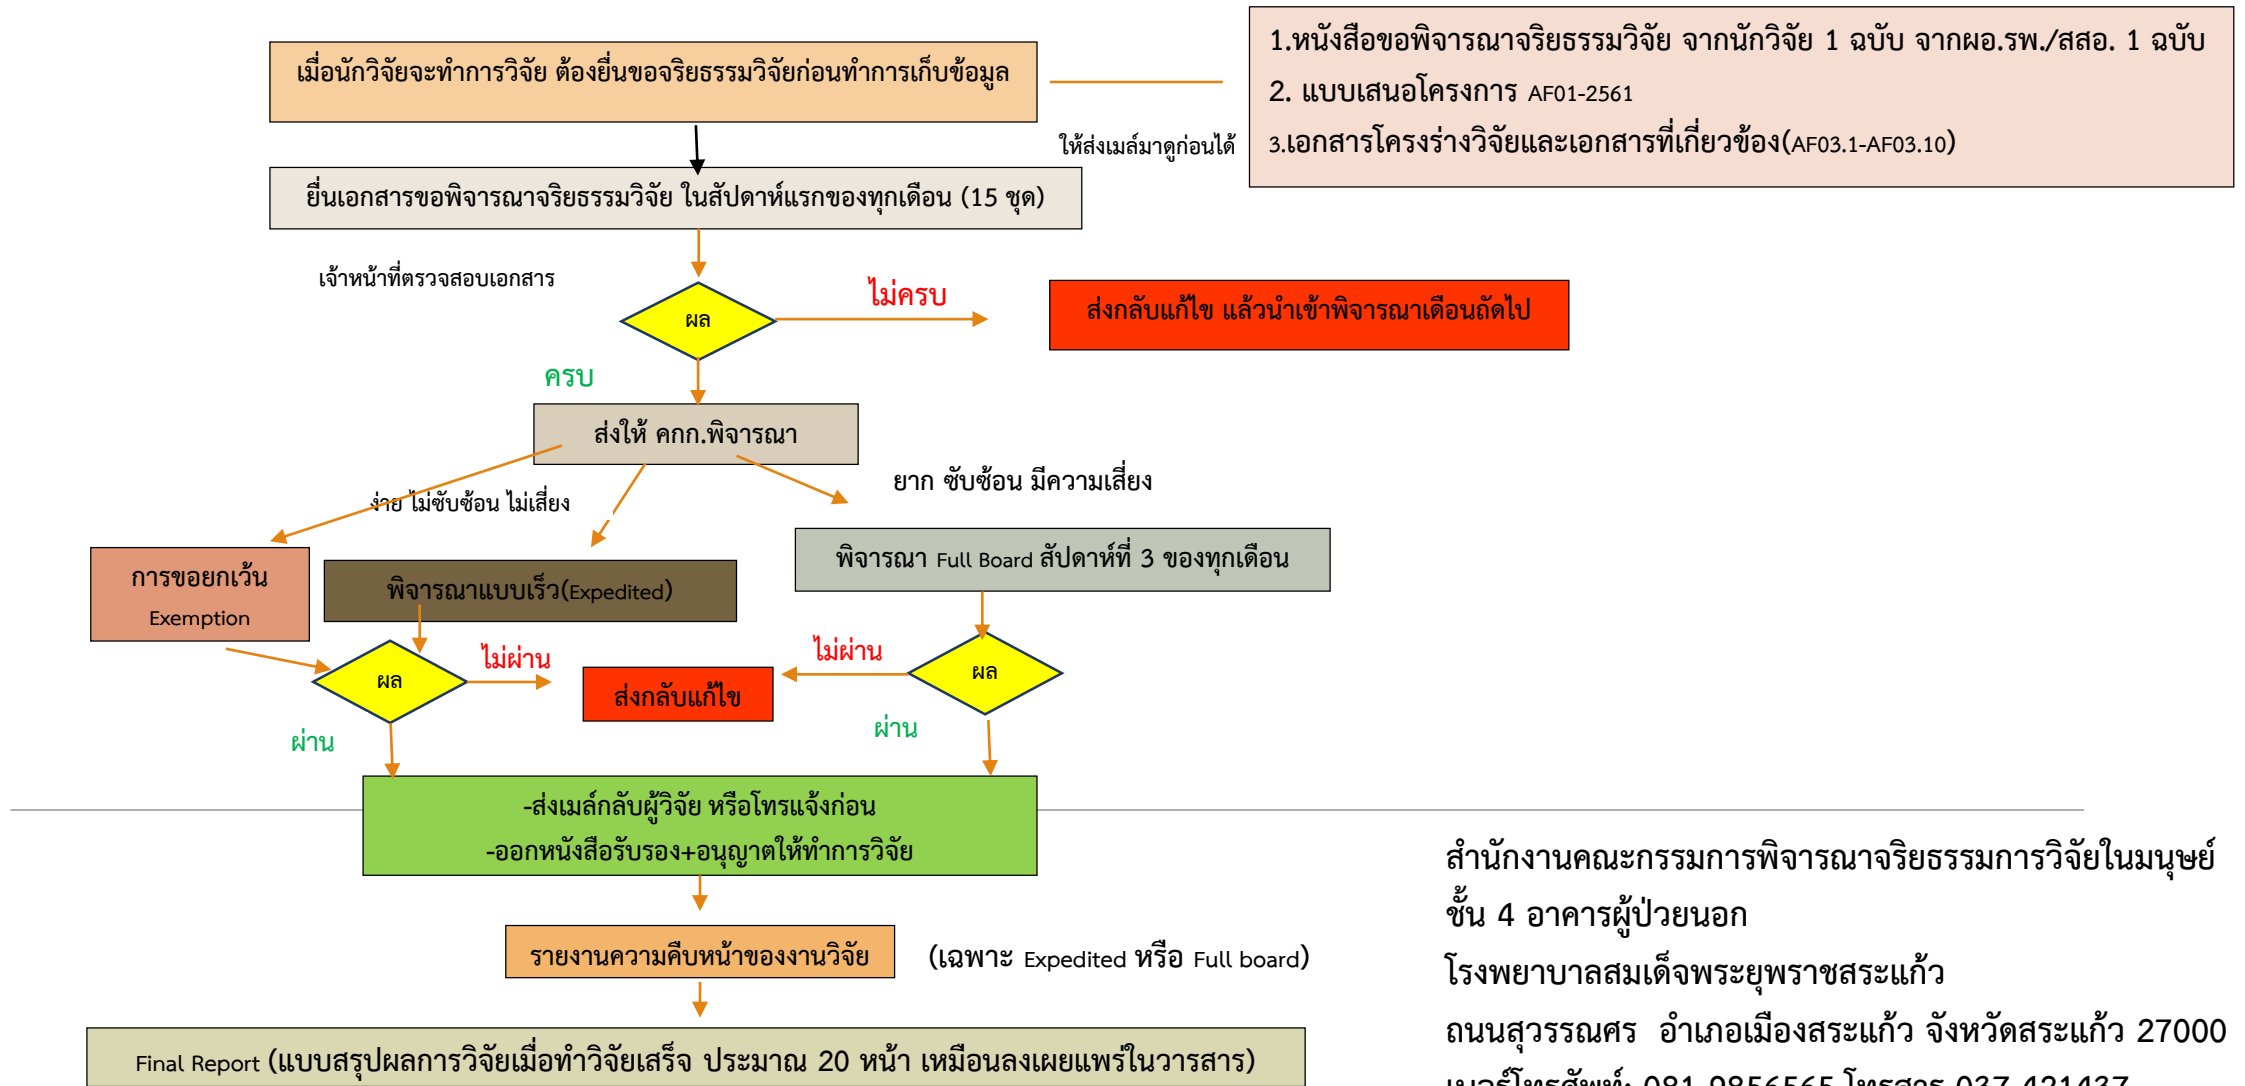 เมื่อนักวิจัยจะทำการวิจัย ต้องยื่นขอจริยธรรมวิจัยก่อนทำการเก็บข้อมูล
1.หนังสือขอพิจารณาจริยธรรมวิจัย จากนักวิจัย 1 ฉบับ จากผอ.รพ./สสอ. 1 ฉบับ
2. แบบเสนอโครงการ AF01-2561
3.เอกสารโครงร่างวิจัยและเอกสารที่เกี่ยวข้อง(AF03.1-AF03.10)
ให้ส่งเมล์มาดูก่อนได้
ยื่นเอกสารขอพิจารณาจริยธรรมวิจัย ในสัปดาห์แรกของทุกเดือน (15 ชุด)
เจ้าหน้าที่ตรวจสอบเอกสาร
ผล
ไม่ครบ
ส่งกลับแก้ไข แล้วนำเข้าพิจารณาเดือนถัดไป
ครบ
ส่งให้ คกก.พิจารณา
ง่าย ไม่ซับซ้อน ไม่เสี่ยง
ยาก ซับซ้อน มีความเสี่ยง
การขอยกเว้น
Exemption
พิจารณาแบบเร็ว(Expedited)
พิจารณา Full Board สัปดาห์ที่ 3 ของทุกเดือน
ผล
ไม่ผ่าน
ส่งกลับแก้ไข
ไม่ผ่าน
ผล
ผ่าน
ผ่าน
-ส่งเมล์กลับผู้วิจัย หรือโทรแจ้งก่อน
-ออกหนังสือรับรอง+อนุญาตให้ทำการวิจัย
รายงานความคืบหน้าของงานวิจัย
(เฉพาะ Expedited หรือ Full board)
Final Report (แบบสรุปผลการวิจัยเมื่อทำวิจัยเสร็จ ประมาณ 20 หน้า เหมือนลงเผยแพร่ในวารสาร)
สำนักงานคณะกรรมการพิจารณาจริยธรรมการวิจัยในมนุษย์
ชั้น 4 อาคารผู้ป่วยนอก
โรงพยาบาลสมเด็จพระยุพราชสระแก้ว
ถนนสุวรรณศร อำเภอเมืองสระแก้ว จังหวัดสระแก้ว 27000
เบอร์โทรศัพท์: 081-9856565 โทรสาร 037-421437